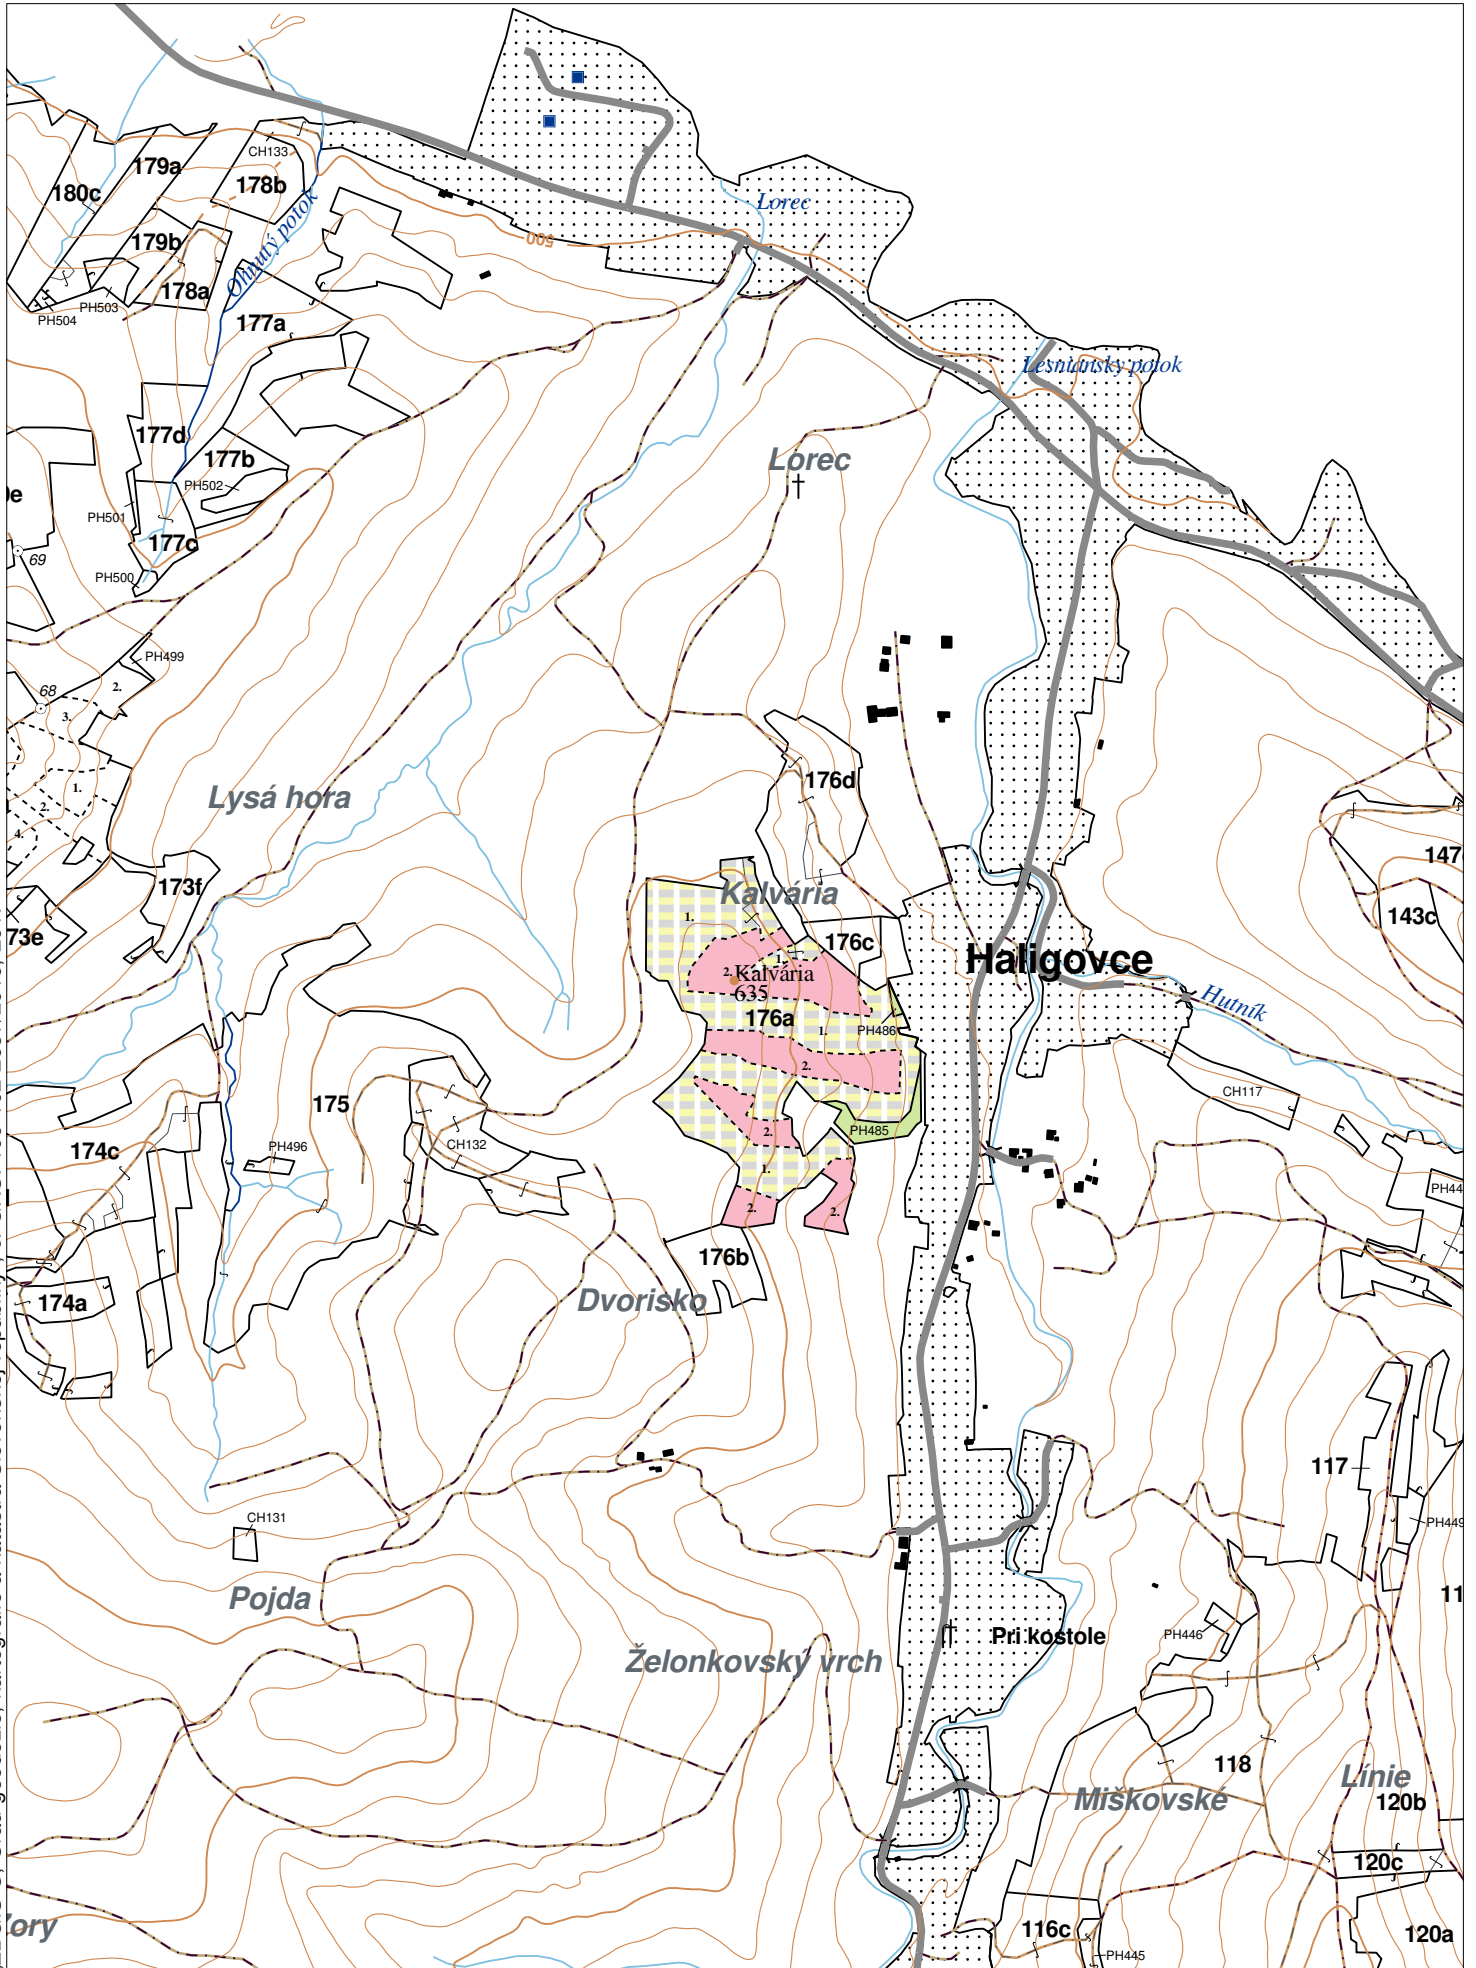 CH133
179a
180c
178b
Lorec
179b
Ohnutý potok
500
178a
PH503
PH504
177a
Lesniansky potok
177d
Lorec
177b
PH502
PH501
177c
69
PH500
PH499
2.
68
3.
176d
1.
Lysá hora
2.
4.
147
173f
Kalvária
143c
1.
73e
176c
Haligovce
1.
2.
Kalvária
635
Hutník
176a
1.
PH486
2.
CH117
175
PH485
2.
CH132
PH496
174c
1.
PH44
2.
2.
176b
174a
Dvorisko
117
CH131
PH449
11
Pojda
PH446
Pri kostole
Želonkovský vrch
118
Línie
Miškovské
120b
120c
116c
120a
PH445